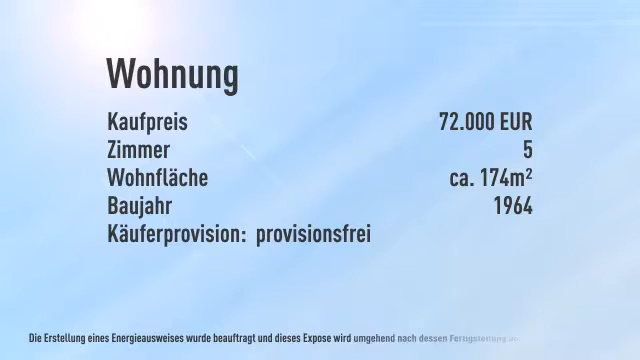 Wohnung
Kaufpreis 72.000 EUR
Zimmer 5
Wohnfläche ca. 174m²
Baujahr 1964
Käuferprovision: provisionsfrei
Die Erstellung eines Energieausweises wurde beauftragt und dieses Expose wird umgehend nach dessen Fertigstellung